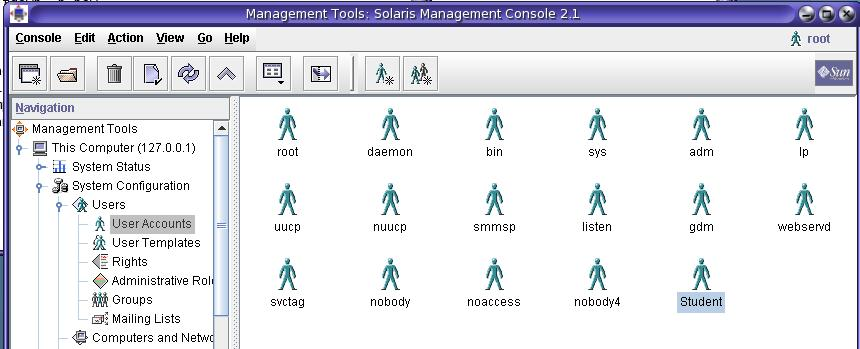 Management Tools: Solaris Management Console 2.1
Console Edit Action View Go Help
root
Sun
Navigation
Management Tools
This Computer (127.0.0.1)
System Status
System Configuration
Users
User Accounts
User Templates
Rights
Administrative Rol
Groups
Mailing Lists
Computers and Netwo
root daemon bin sys adm lp
uucp nuucp smmsp listen gdm webservd
svctag nobody noaccess nobody4 Student